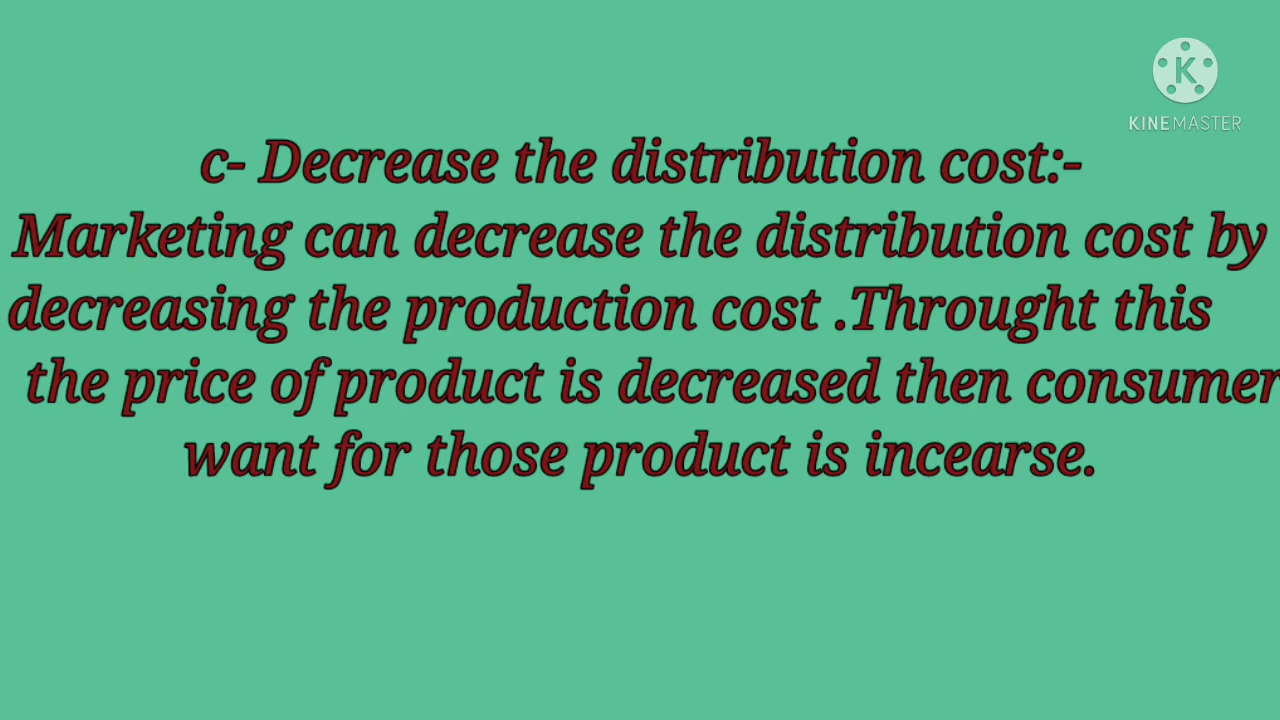 K
KINEMASTER
c- Decrease the distribution cost:-
Marketing can decrease the distribution cost by
decreasing the production cost .Throught this
the price of product is decreased then consumer
want for those product is incearse.